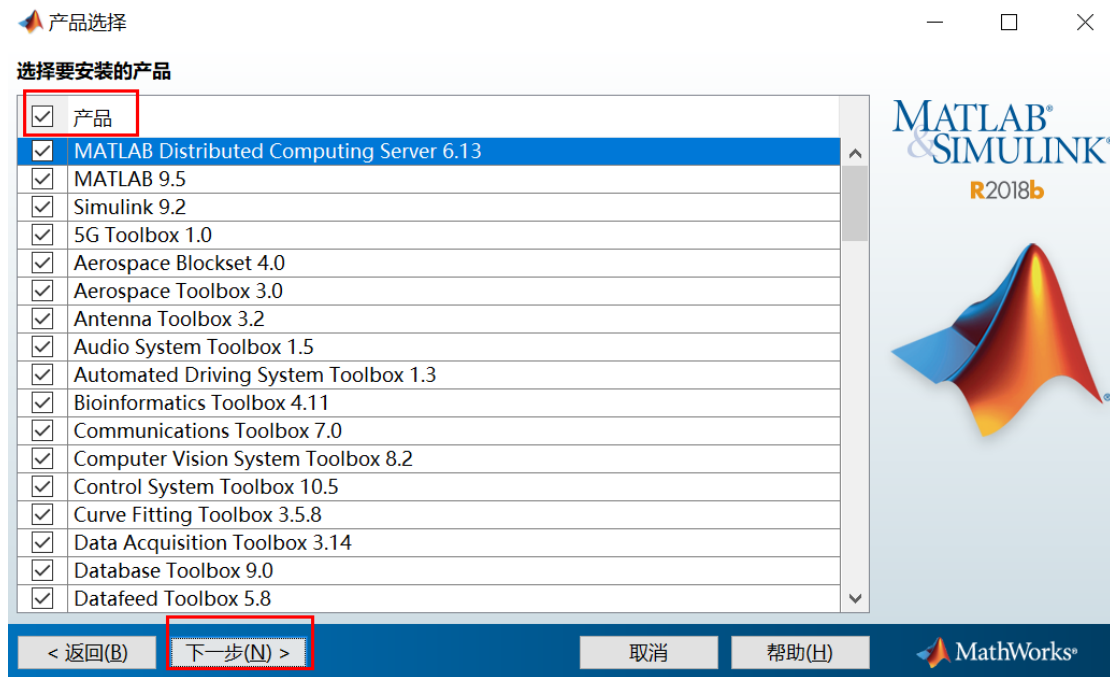 产品选择
选择要安装的产品
产品
MATLAB Distributed Computing Server 6.13
MATLAB 9.5
Simulink 9.2
5G Toolbox 1.0
Aerospace Blockset 4.0
Aerospace Toolbox 3.0
Antenna Toolbox 3.2
Audio System Toolbox 1.5
Automated Driving System Toolbox 1.3
Bioinformatics Toolbox 4.11
Communications Toolbox 7.0
Computer Vision System Toolbox 8.2
Control System Toolbox 10.5
Curve Fitting Toolbox 3.5.8
Data Acquisition Toolbox 3.14
Database Toolbox 9.0
Datafeed Toolbox 5.8
MATLAB®
&SIMULINK®
R2018b
®
< 返回(B)
下一步(N) >
取消
帮助(H)
MathWorks®